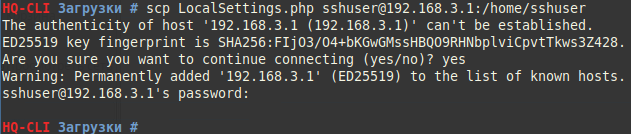 HQ-CLI Загрузки # scp LocalSettings.php sshuser@192.168.3.1:/home/sshuser
The authenticity of host '192.168.3.1 (192.168.3.1)' can't be established.
ED25519 key fingerprint is SHA256:FIjO3/O4+bKGwGMssHBQO9RHNbplviCpvtTkws3Z428.
Are you sure you want to continue connecting (yes/no)? yes
Warning: Permanently added '192.168.3.1' (ED25519) to the list of known hosts.
sshuser@192.168.3.1's password:
HQ-CLI Загрузки #